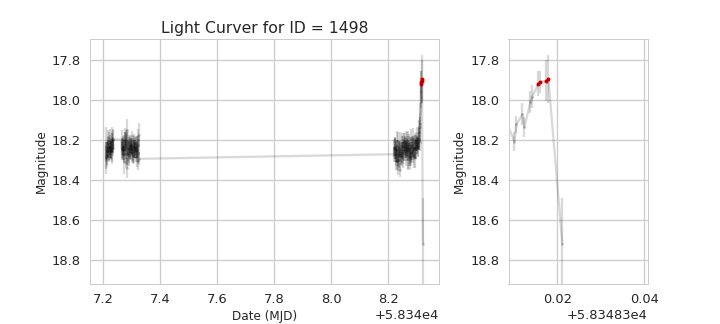 Light Curver for ID = 1498
17.8
18.0
18.2
18.4
18.6
18.8
Magnitude
7.2 7.4 7.6 7.8 8.0 8.2
Date (MJD) +5.834e4
17.8
18.0
18.2
18.4
18.6
18.8
Magnitude
0.02 0.04
+5.83483e4